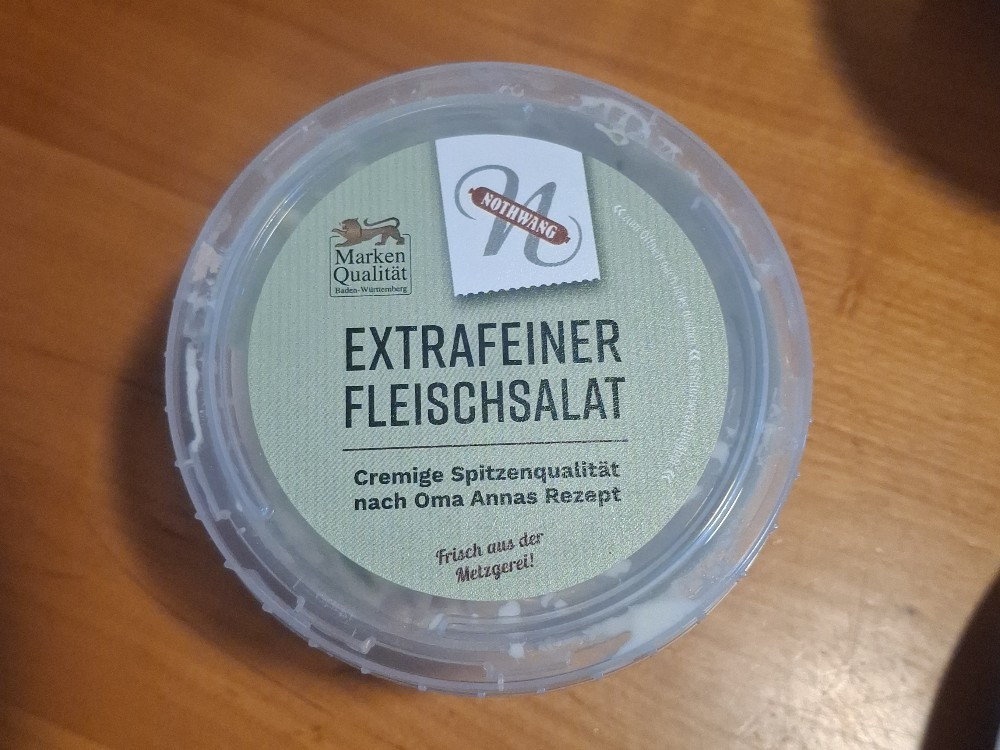 NOTHWANG
Marken
Qualität
Baden-Württemberg
EXTRAFEINER
FLEISCHSALAT
Cremige Spitzenqualität
nach Oma Annas Rezept
Frisch aus der
Metzgerei!